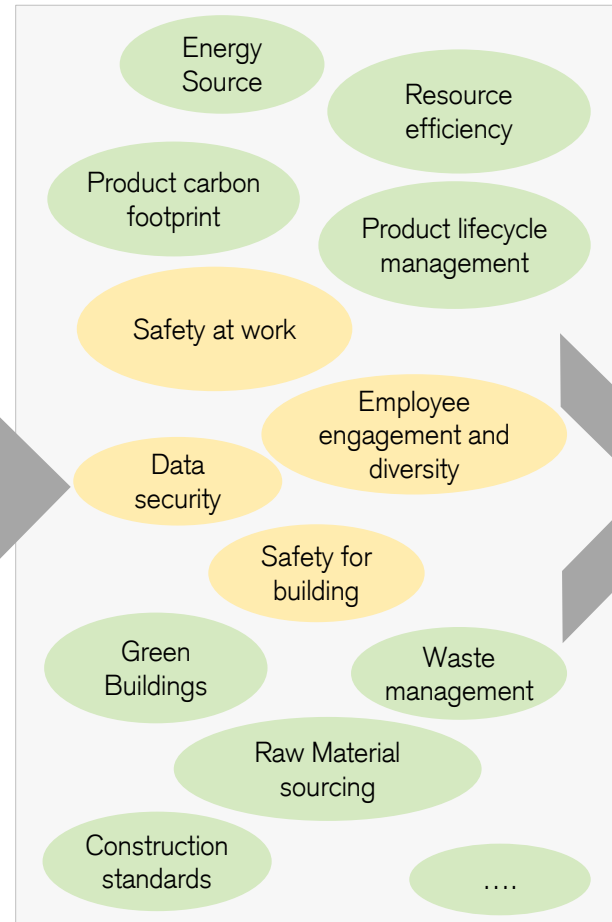 Energy
Source
Resource
efficiency
Product carbon
footprint
Product lifecycle
management
Safety at work
Employee
engagement and
diversity
Data
security
Safety for
building
Green
Buildings
Waste
management
Raw Material
sourcing
Construction
standards
....